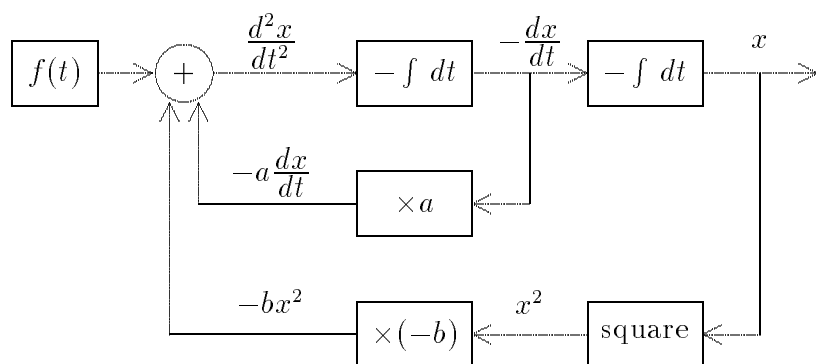 d²x/dt²
-dx/dt
x
f(t)
+
-∫ dt
-∫ dt
-a dx/dt
×a
-bx²
x²
×(-b)
square